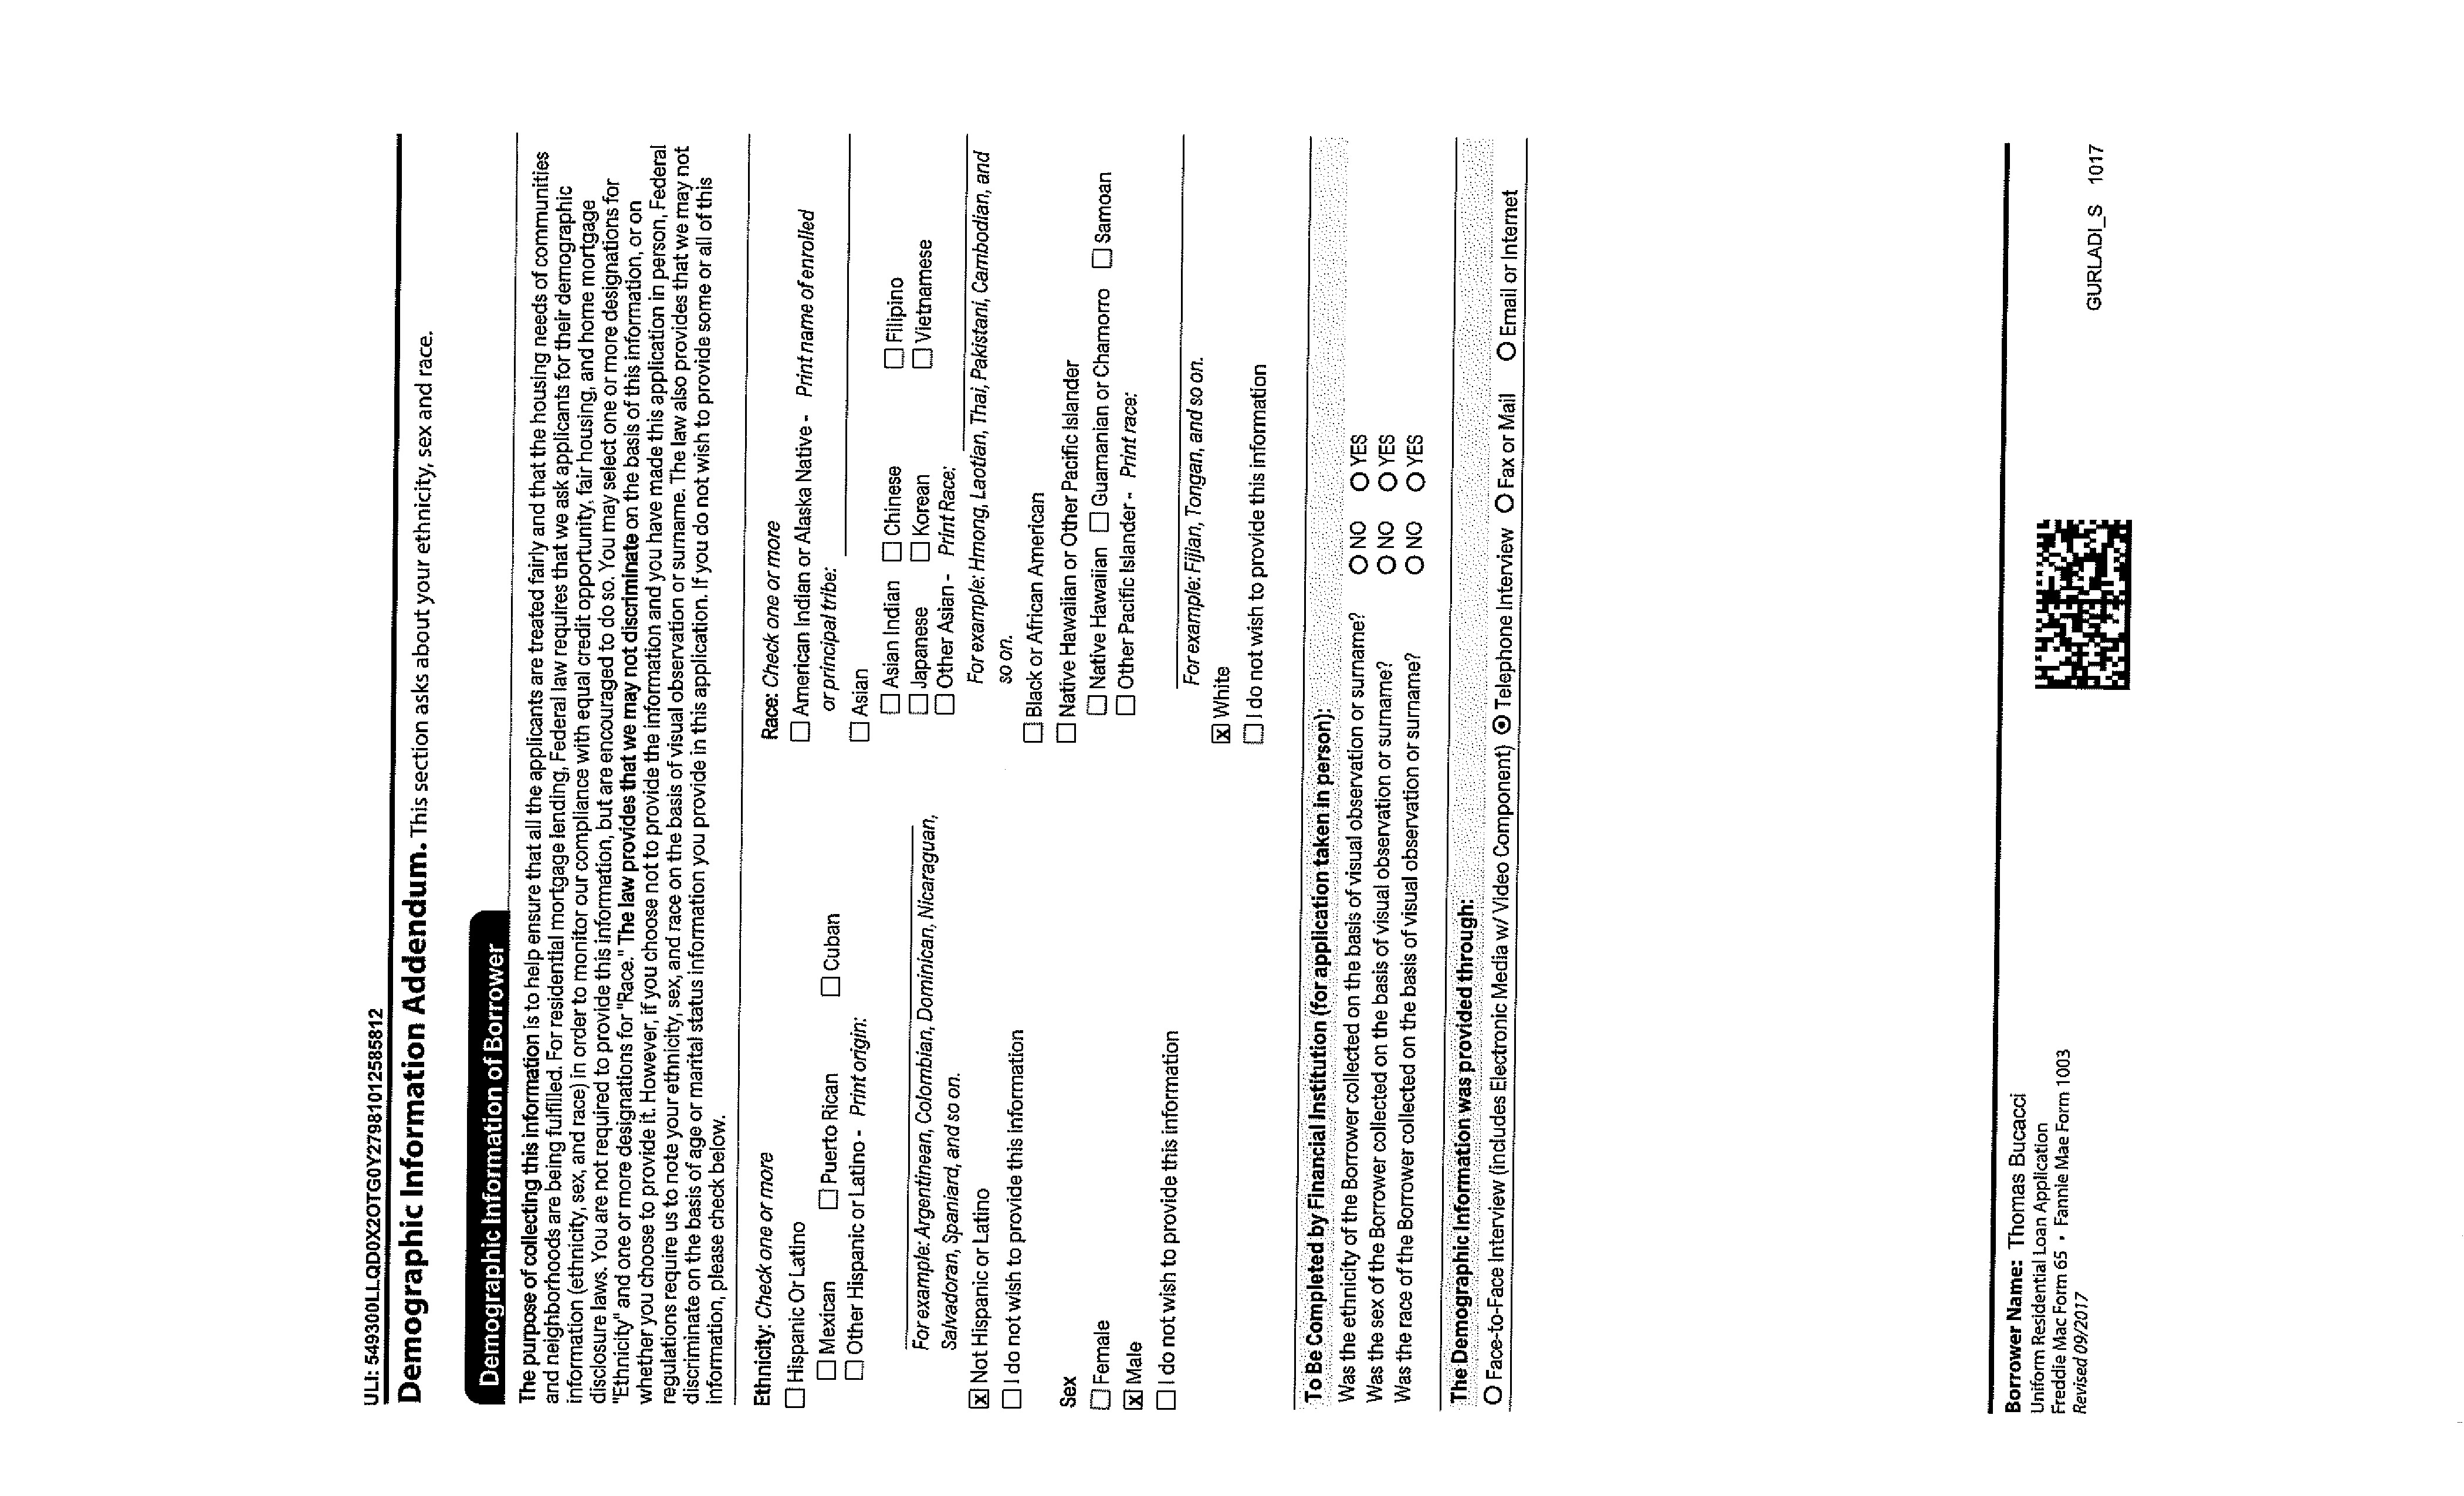 ULI: 549300LLQD0X2OTG0Y279810125​85812
Demographic Information Addendum. This section asks about your ethnicity, sex and race.
Demographic Information of Borrower
The purpose of collecting this information is to help ensure that all the applicants are treated fairly and that the housing needs of communities
and neighborhoods are being fulfilled. For residential mortgage lending, Federal law requires that we ask applicants for their demographic
information (ethnicity, sex, and race) in order to monitor our compliance with equal credit opportunity, fair housing, and home mortgage
disclosure laws. You are not required to provide this information, but are encouraged to do so. You may select one or more designations for
"Ethnicity" and one or more designations for "Race." The law provides that we may not discriminate on the basis of this information, or on
whether you choose to provide it. However, if you choose not to provide the information and you have made this application in person, Federal
regulations require us to note your ethnicity, sex, and race on the basis of visual observation or surname. The law also provides that we may not
discriminate on the basis of age or marital status information you provide in this application. If you do not wish to provide some or all of this
information, please check below.
Ethnicity: Check one or more
☐ Hispanic Or Latino
☐ Mexican ☐ Puerto Rican ☐ Cuban
☐ Other Hispanic or Latino - Print origin:
For example: Argentinean, Colombian, Dominican, Nicaraguan,
Salvadoran, Spaniard, and so on.
☒ Not Hispanic or Latino
☐ I do not wish to provide this information
Sex
☐ Female
☒ Male
☐ I do not wish to provide this information
Race: Check one or more
☐ American Indian or Alaska Native - Print name of enrolled
or principal tribe:
☐ Asian
☐ Asian Indian ☐ Chinese ☐ Filipino
☐ Japanese ☐ Korean ☐ Vietnamese
☐ Other Asian - Print Race:
For example: Hmong, Laotian, Thai, Pakistani, Cambodian, and
so on.
☐ Black or African American
☐ Native Hawaiian or Other Pacific Islander
☐ Native Hawaiian ☐ Guamanian or Chamorro ☐ Samoan
☐ Other Pacific Islander - Print race:
For example: Fijian, Tongan, and so on.
☒ White
☐ I do not wish to provide this information
To Be Completed by Financial Institution (for application taken in person):
Was the ethnicity of the Borrower collected on the basis of visual observation or surname? O NO O YES
Was the sex of the Borrower collected on the basis of visual observation or surname? O NO O YES
Was the race of the Borrower collected on the basis of visual observation or surname? O NO O YES
The Demographic Information was provided through:
O Face-to-Face Interview (includes Electronic Media w/ Video Component) ⦿ Telephone Interview O Fax or Mail O Email or Internet
Borrower Name: Thomas Bucacci
Uniform Residential Loan Application
Freddie Mac Form 65 • Fannie Mae Form 1003
Revised 09/2017
GURLADI_S 1017